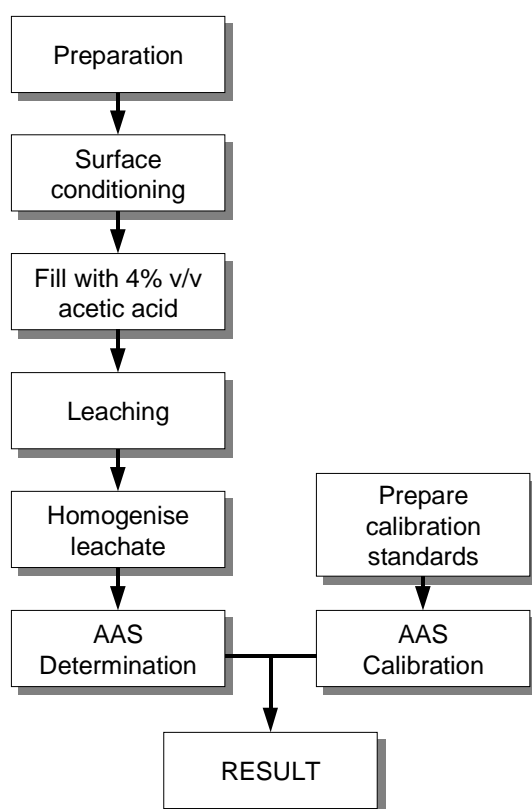 Preparation
Surface
conditioning
Fill with 4% v/v
acetic acid
Leaching
Homogenise
leachate
Prepare
calibration
standards
AAS
Determination
AAS
Calibration
RESULT